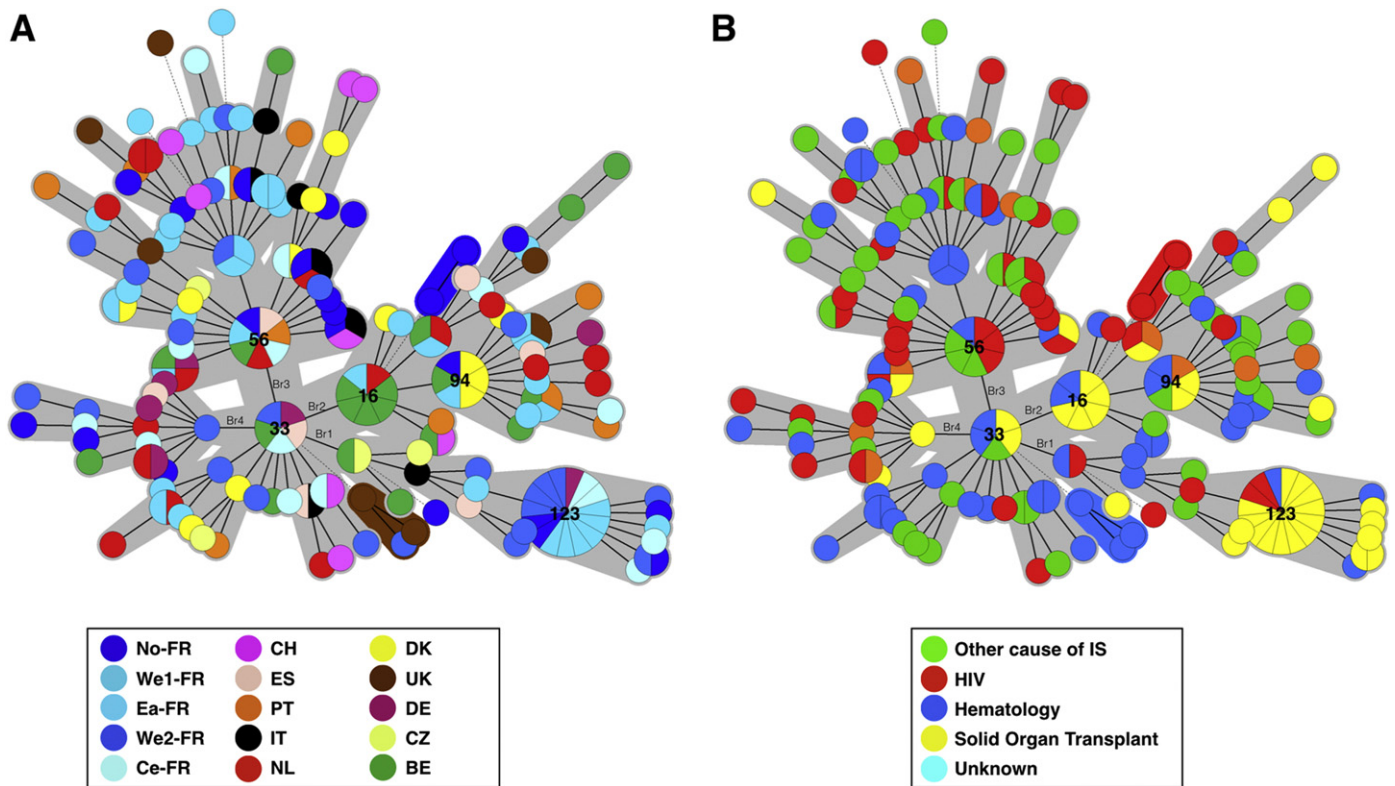 A
B
56
Br3
94
16
Br2
33
Br4
Br1
123
56
Br3
94
16
Br2
33
Br4
Br1
123
No-FR
CH
DK
We1-FR
ES
UK
Ea-FR
PT
DE
We2-FR
IT
CZ
Ce-FR
NL
BE
Other cause of IS
HIV
Hematology
Solid Organ Transplant
Unknown